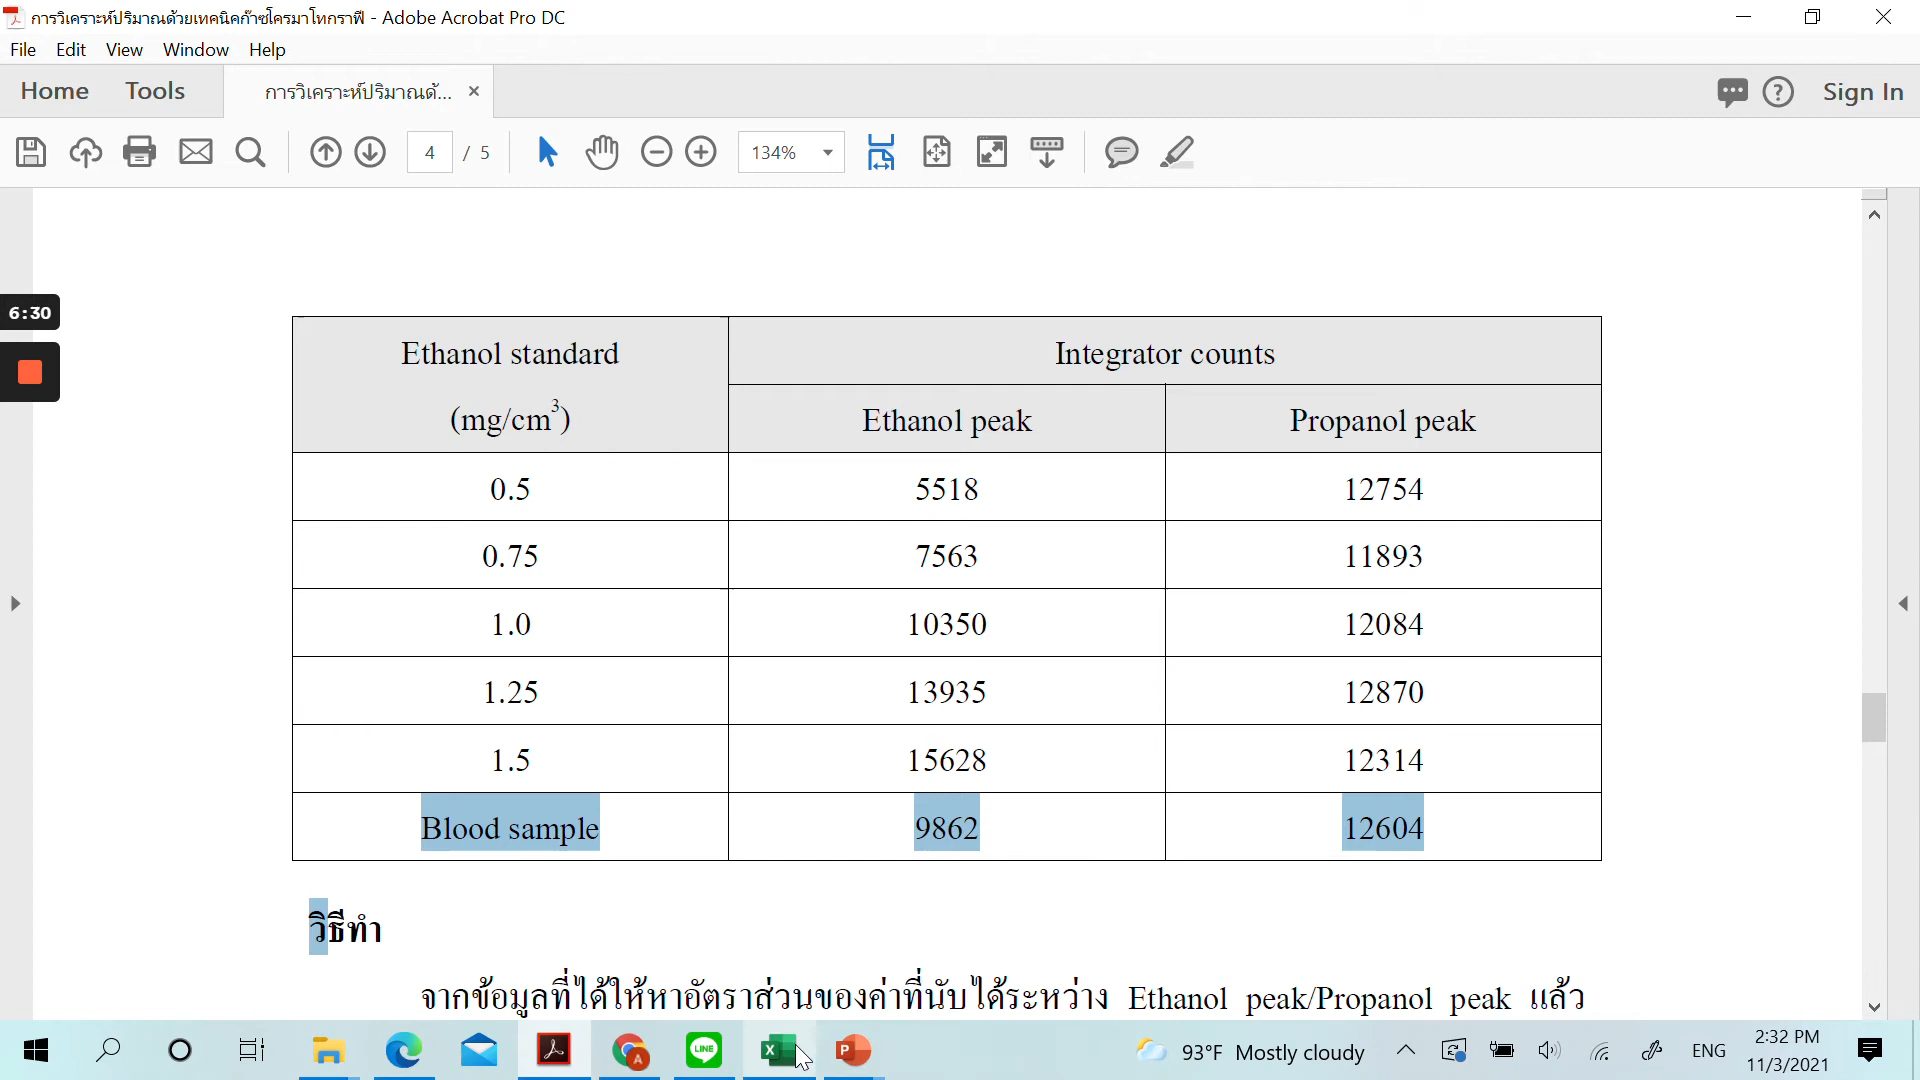 การวิเคราะห์ปริมาณด้วยเทคนิคก๊าซโครมาโทกราฟี - Adobe Acrobat Pro DC
File Edit View Window Help
Home Tools การวิเคราะห์ปริมาณด้... × Sign In
4 / 5 134%
6:30
Ethanol standard (mg/cm³) Integrator counts
Ethanol peak Propanol peak
0.5 5518 12754
0.75 7563 11893
1.0 10350 12084
1.25 13935 12870
1.5 15628 12314
Blood sample 9862 12604
วิธีทำ
จากข้อมูลที่ได้ให้หาอัตราส่วนของค่าที่นับได้ระหว่าง Ethanol peak/Propanol peak แล้ว
LINE 93°F Mostly cloudy ENG 2:32 PM
11/3/2021